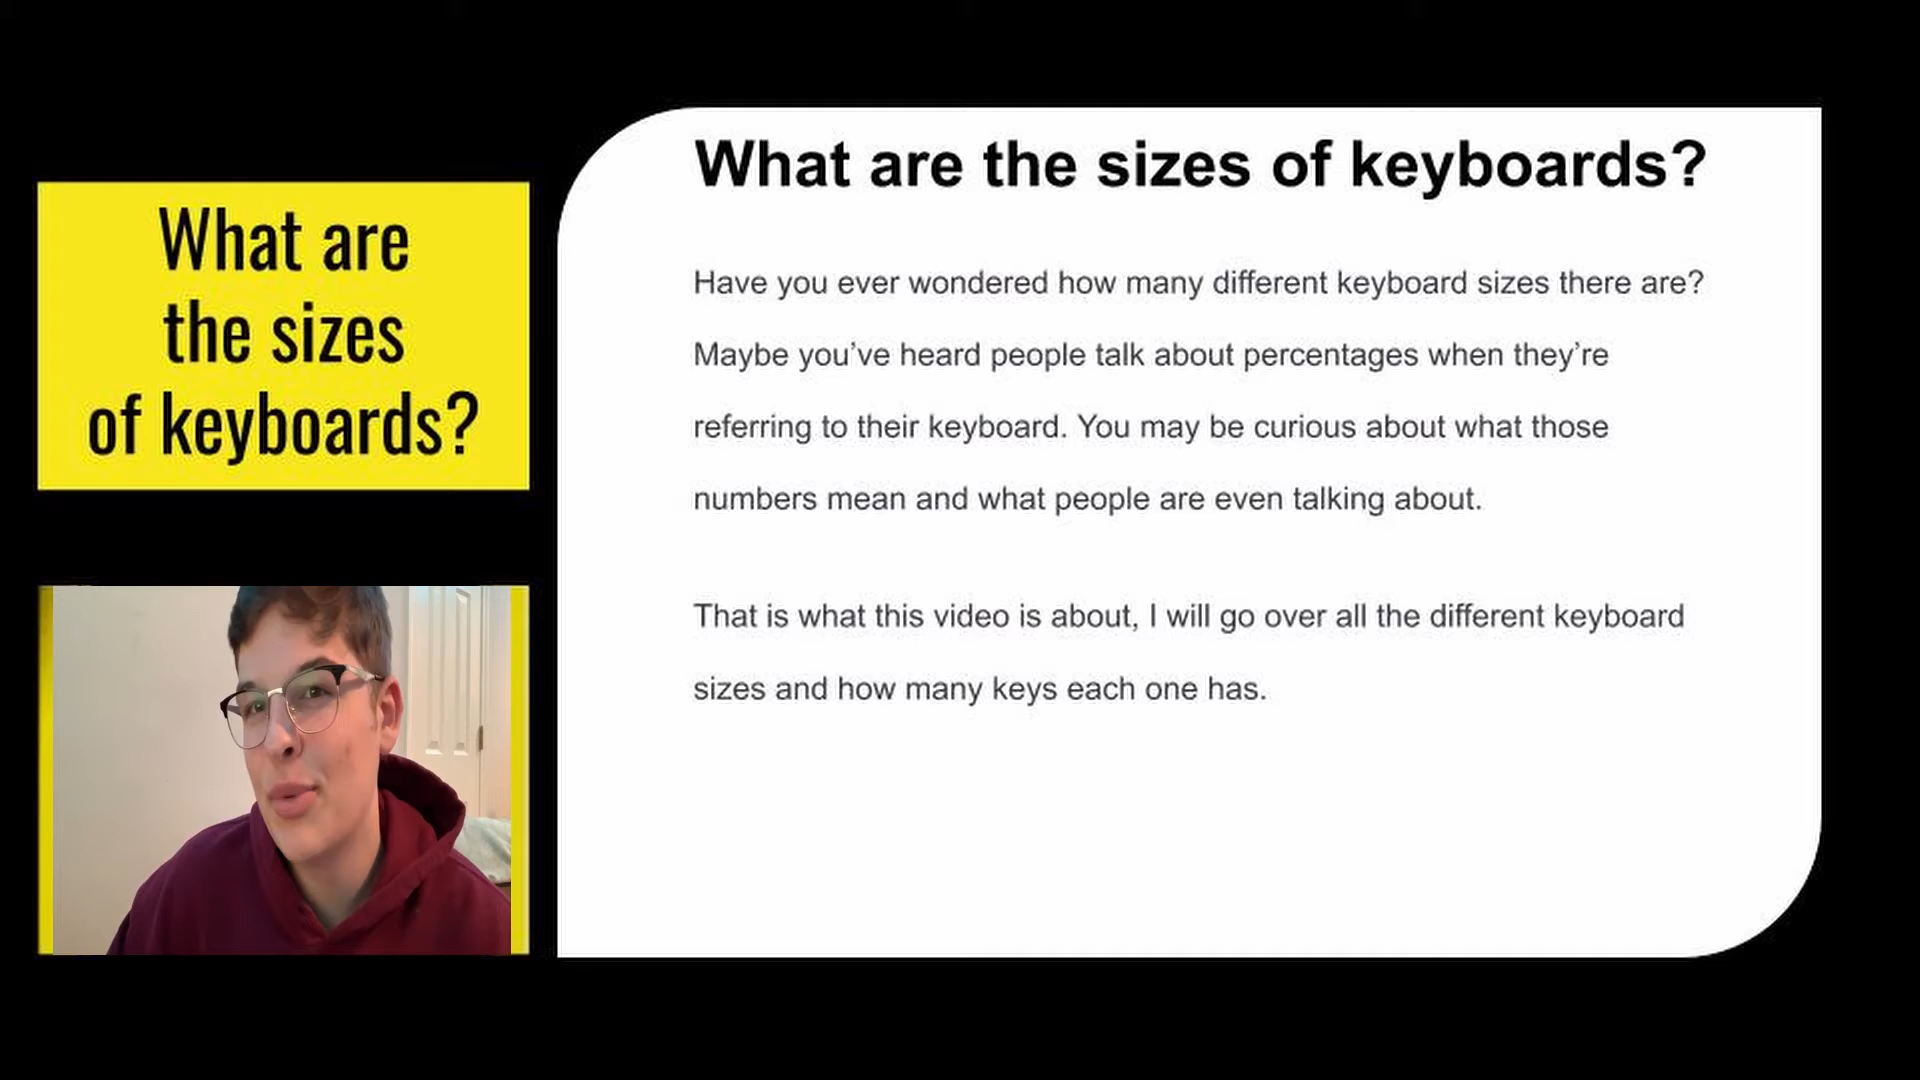 What are
the sizes
of keyboards?
What are the sizes of keyboards?
Have you ever wondered how many different keyboard sizes there are?
Maybe you’ve heard people talk about percentages when they’re
referring to their keyboard. You may be curious about what those
numbers mean and what people are even talking about.
That is what this video is about, I will go over all the different keyboard
sizes and how many keys each one has.